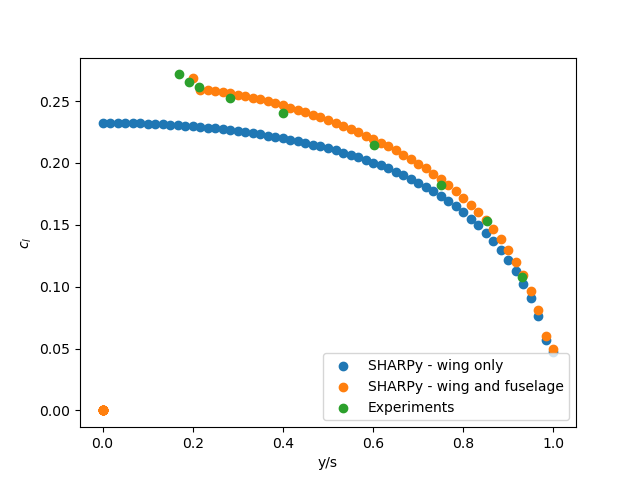 0.25
0.20
0.15
0.10
0.05
0.00
c_l
0.0 0.2 0.4 0.6 0.8 1.0
y/s
SHARPy - wing only
SHARPy - wing and fuselage
Experiments